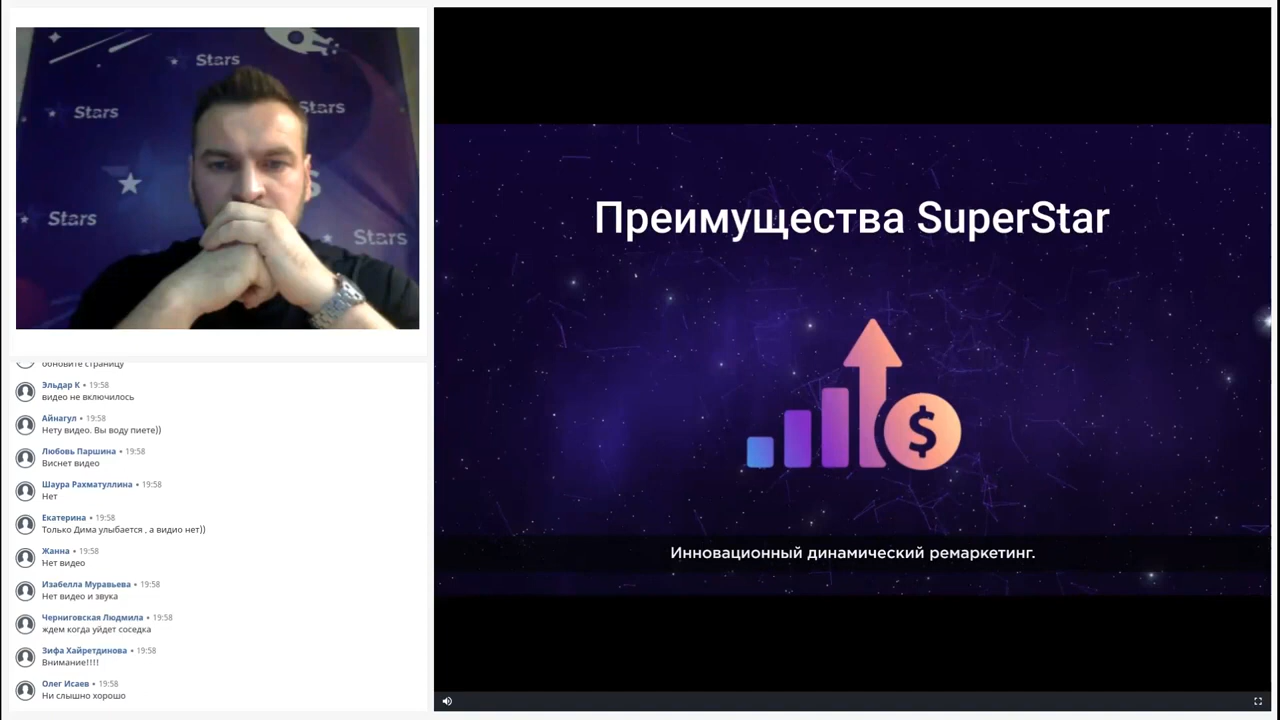 Stars
Stars
Stars
Stars
Stars
обновите страницу
Эльдар К • 19:58
видео не включилось
Айнагул • 19:58
Нету видео. Вы воду пиете))
Любовь Паршина • 19:58
Виснет видео
Шаура Рахматуллина • 19:58
Нет
Екатерина • 19:58
Только Дима улыбается , а видио нет))
Жанна • 19:58
Нет видео
Изабелла Муравьева • 19:58
Нет видео и звука
Черниговская Людмила • 19:58
ждем когда уйдет соседка
Зифа Хайретдинова • 19:58
Внимание!!!!
Олег Исаев • 19:58
Ни слышно хорошо
Преимущества SuperStar
$
Инновационный динамический ремаркетинг.